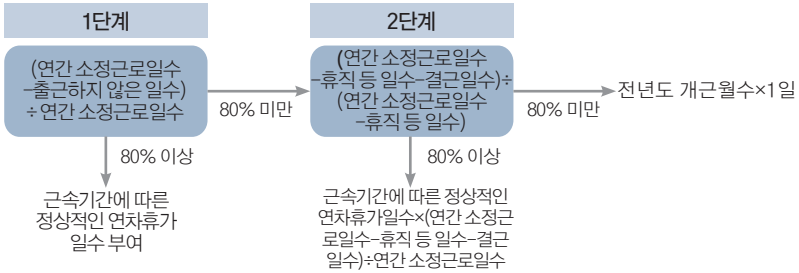 1단계
(연간 소정근로일수
-출근하지 않은 일수)
÷연간 소정근로일수
80% 미만
80% 이상
근속기간에 따른
정상적인 연차휴가
일수 부여
2단계
(연간 소정근로일수
-휴직 등 일수-결근일수)÷
(연간 소정근로일수
-휴직 등 일수)
80% 미만
전년도 개근월수×1일
80% 이상
근속기간에 따른 정상적인
연차휴가일수×(연간 소정근
로일수-휴직 등 일수-결근
일수)÷연간 소정근로일수